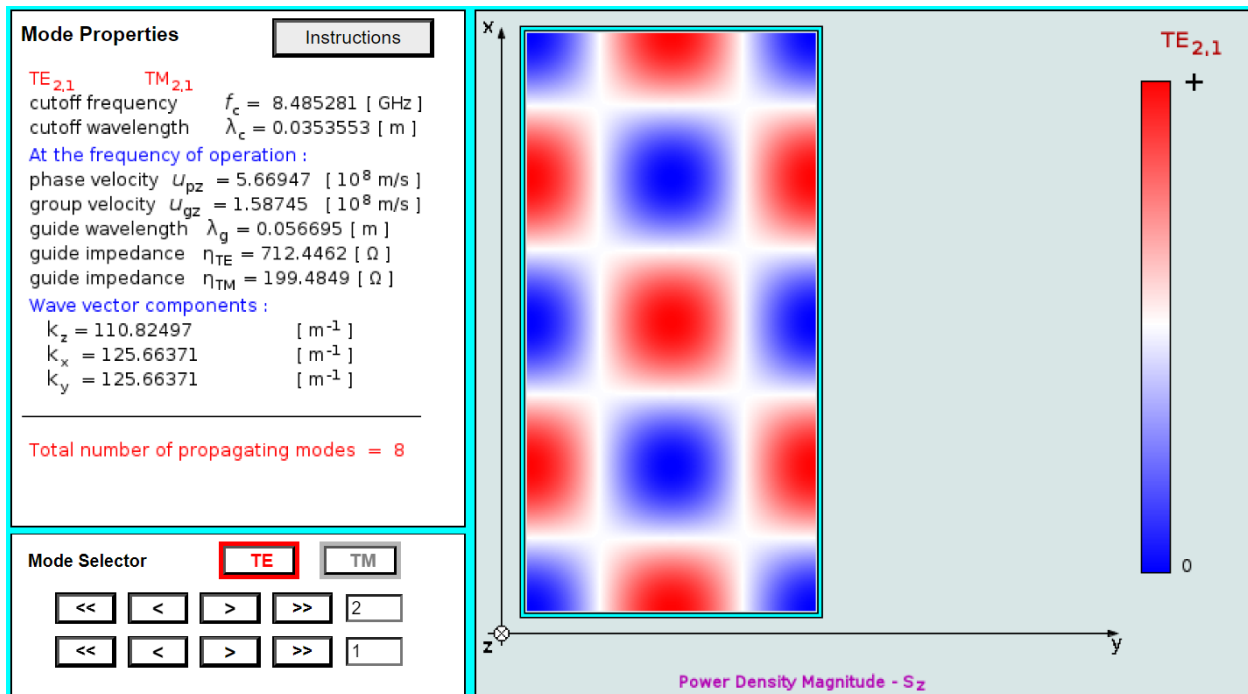 Mode Properties
Instructions
TE2,1 TM2,1
cutoff frequency fc = 8.485281 [ GHz ]
cutoff wavelength λc = 0.0353553 [ m ]
At the frequency of operation :
phase velocity upz = 5.66947 [ 10⁸ m/s ]
group velocity ugz = 1.58745 [ 10⁸ m/s ]
guide wavelength λg = 0.056695 [ m ]
guide impedance ηTE = 712.4462 [ Ω ]
guide impedance ηTM = 199.4849 [ Ω ]
Wave vector components :
kz = 110.82497 [ m⁻¹ ]
kx = 125.66371 [ m⁻¹ ]
ky = 125.66371 [ m⁻¹ ]
Total number of propagating modes = 8
Mode Selector
TE
TM
<< < > >> 2
<< < > >> 1
x
z
y
TE2,1
+
0
Power Density Magnitude - Sz